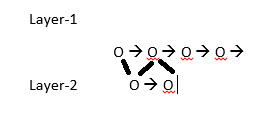 Layer-1
O → O → O → O →
Layer-2
O → O